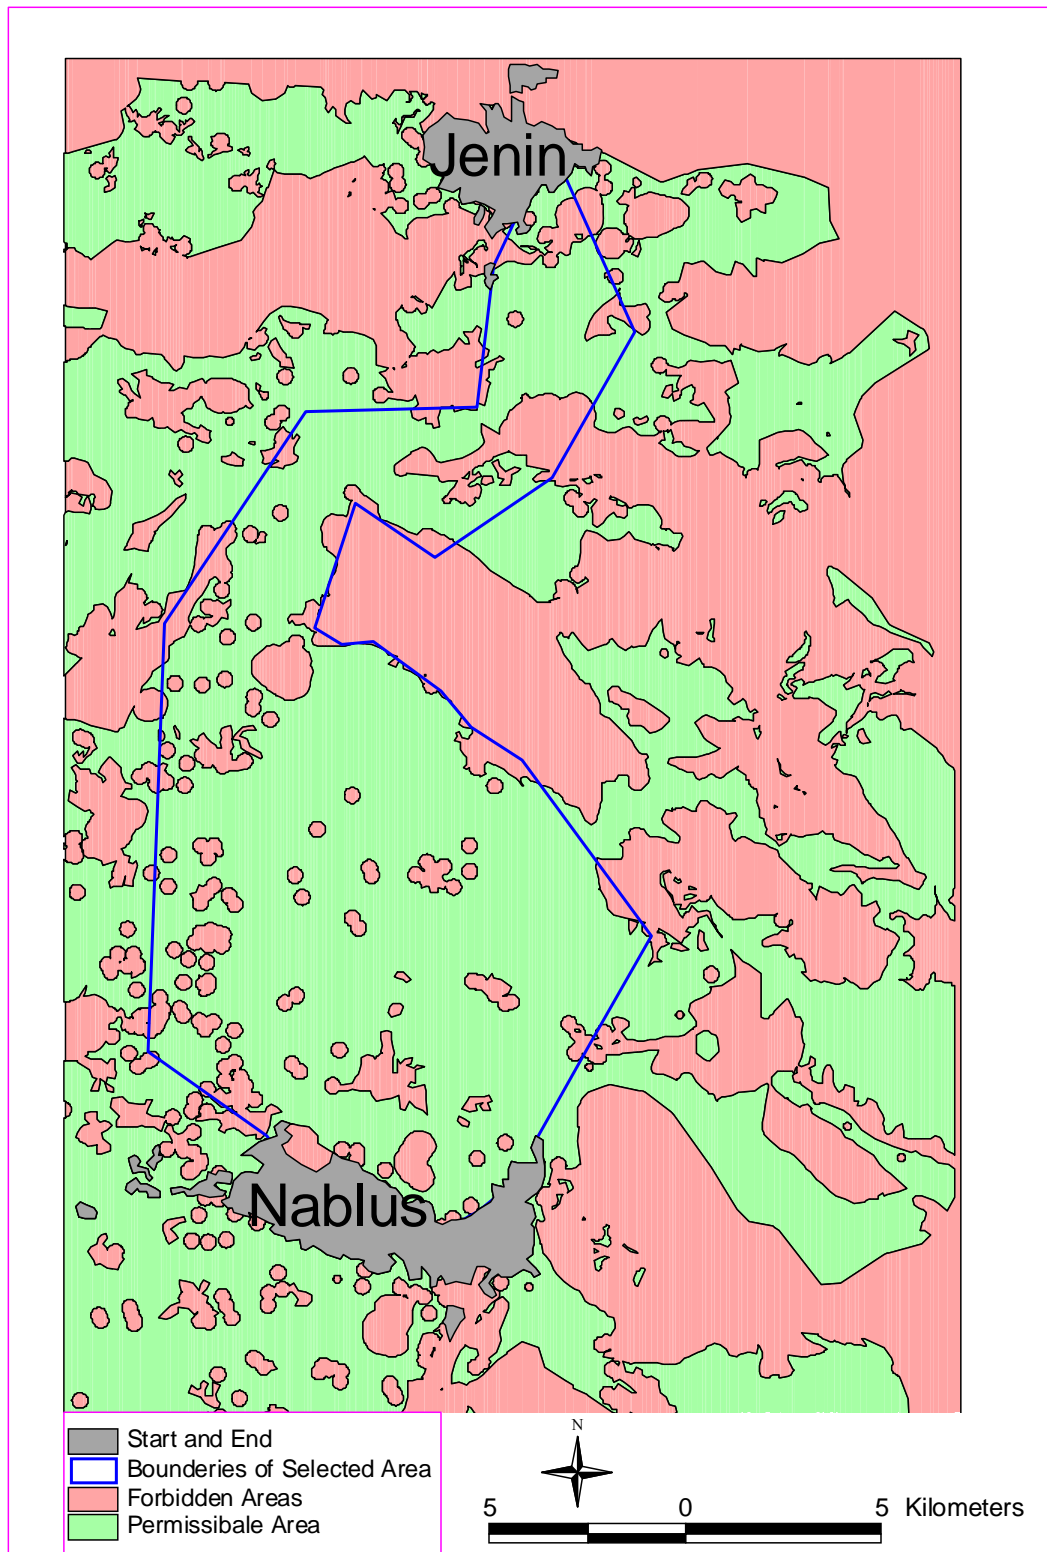 Jenin
Nablus
Start and End
Bounderies of Selected Area
Forbidden Areas
Permissibale Area
N
5 0 5 Kilometers